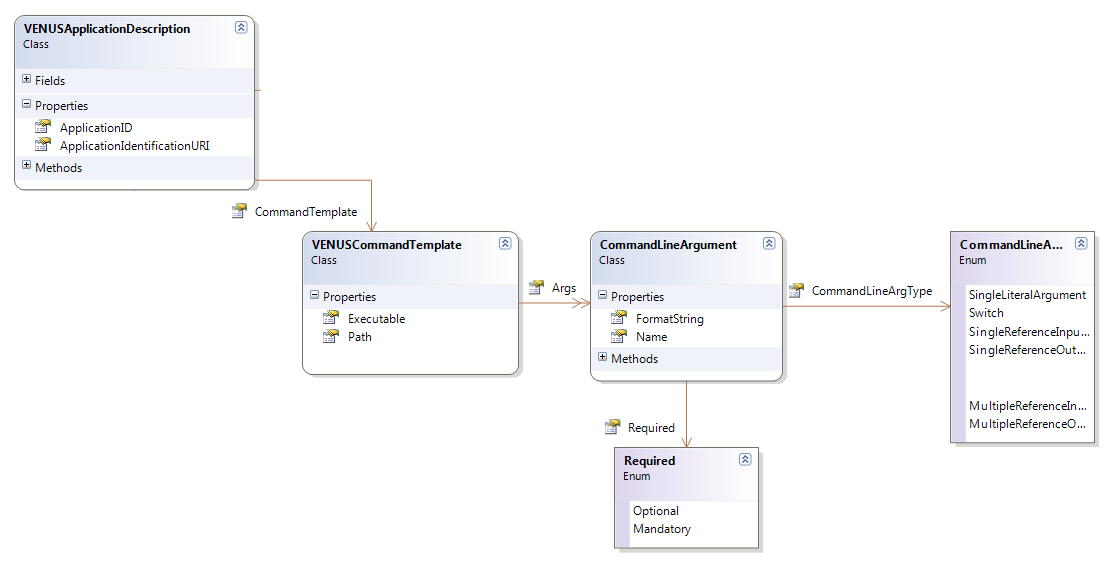 VENUSApplicationDescription
Class
Fields
Properties
ApplicationID
ApplicationIdentificationURI
Methods
CommandTemplate
VENUSCommandTemplate
Class
Properties
Executable
Path
Args
CommandLineArgument
Class
Properties
FormatString
Name
Methods
CommandLineArgType
CommandLineA...
Enum
SingleLiteralArgument
Switch
SingleReferenceInpu...
SingleReferenceOut...
MultipleReferenceIn...
MultipleReferenceO...
Required
Required
Enum
Optional
Mandatory